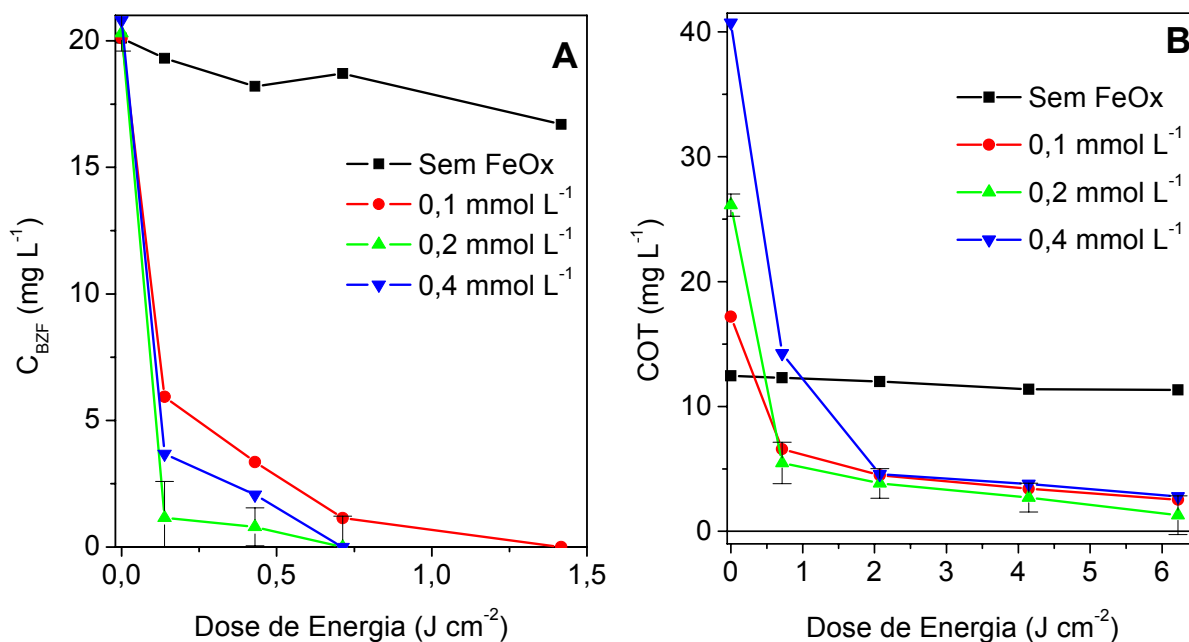 A
20
15
10
5
0
0,0
0,5
1,0
1,5
C_BZF (mg L⁻¹)
Dose de Energia (J cm⁻²)
Sem FeOx
0,1 mmol L⁻¹
0,2 mmol L⁻¹
0,4 mmol L⁻¹
B
40
30
20
10
0
0
1
2
3
4
5
6
COT (mg L⁻¹)
Dose de Energia (J cm⁻²)
Sem FeOx
0,1 mmol L⁻¹
0,2 mmol L⁻¹
0,4 mmol L⁻¹